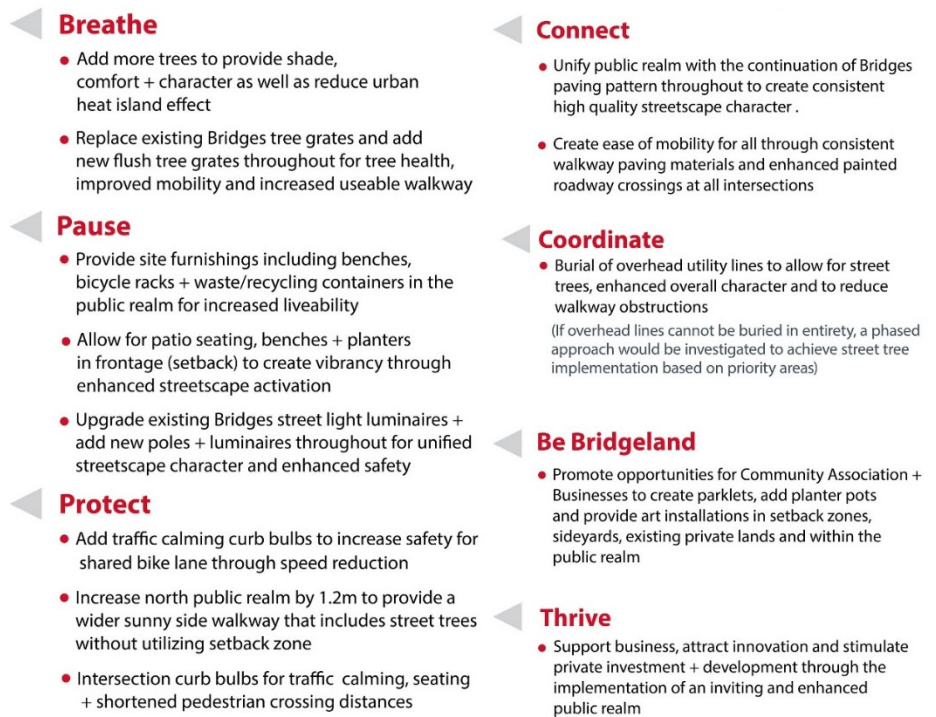 Breathe
• Add more trees to provide shade,
comfort + character as well as reduce urban
heat island effect
• Replace existing Bridges tree grates and add
new flush tree grates throughout for tree health,
improved mobility and increased useable walkway
Pause
• Provide site furnishings including benches,
bicycle racks + waste/recycling containers in the
public realm for increased liveability
• Allow for patio seating, benches + planters
in frontage (setback) to create vibrancy through
enhanced streetscape activation
• Upgrade existing Bridges street light luminaires +
add new poles + luminaires throughout for unified
streetscape character and enhanced safety
Protect
• Add traffic calming curb bulbs to increase safety for
shared bike lane through speed reduction
• Increase north public realm by 1.2m to provide a
wider sunny side walkway that includes street trees
without utilizing setback zone
• Intersection curb bulbs for traffic calming, seating
+ shortened pedestrian crossing distances
Connect
• Unify public realm with the continuation of Bridges
paving pattern throughout to create consistent
high quality streetscape character .
• Create ease of mobility for all through consistent
walkway paving materials and enhanced painted
roadway crossings at all intersections
Coordinate
• Burial of overhead utility lines to allow for street
trees, enhanced overall character and to reduce
walkway obstructions
(If overhead lines cannot be buried in entirety, a phased
approach would be investigated to achieve street tree
implementation based on priority areas)
Be Bridgeland
• Promote opportunities for Community Association +
Businesses to create parklets, add planter pots
and provide art installations in setback zones,
sideyards, existing private lands and within the
public realm
Thrive
• Support business, attract innovation and stimulate
private investment + development through the
implementation of an inviting and enhanced
public realm